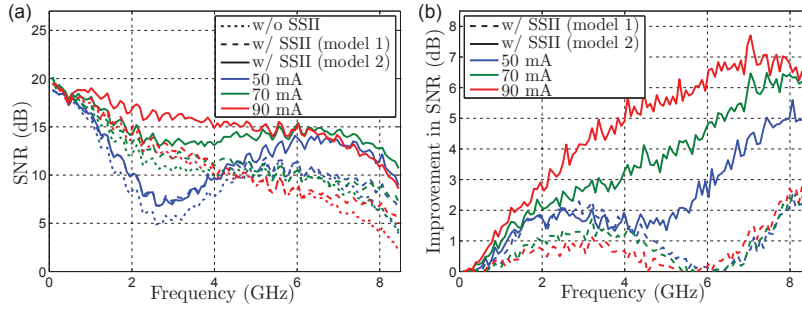 (a)
w/o SSII
w/ SSII (model 1)
w/ SSII (model 2)
50 mA
70 mA
90 mA
25
20
15
10
5
0
SNR (dB)
0 2 4 6 8
Frequency (GHz)
(b)
w/ SSII (model 1)
w/ SSII (model 2)
50 mA
70 mA
90 mA
8
7
6
5
4
3
2
1
0
Improvement in SNR (dB)
0 2 4 6 8
Frequency (GHz)